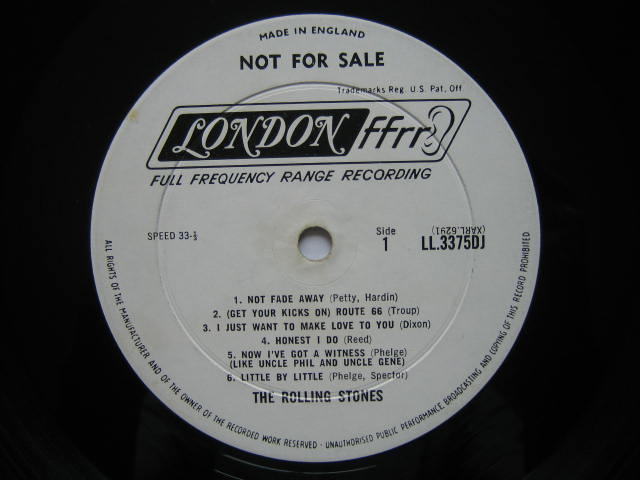 MADE IN ENGLAND
NOT FOR SALE
Trademarks Reg. U.S. Pat. Off
LONDON ffrr
FULL FREQUENCY RANGE RECORDING
SPEED 33-⅓
Side
1
(XARL.6291)
LL.3375DJ
1. NOT FADE AWAY (Petty, Hardin)
2. (GET YOUR KICKS ON) ROUTE 66 (Troup)
3. I JUST WANT TO MAKE LOVE TO YOU (Dixon)
4. HONEST I DO (Reed)
5. NOW I'VE GOT A WITNESS (Phelge)
(LIKE UNCLE PHIL AND UNCLE GENE)
6. LITTLE BY LITTLE (Phelge, Spector)
THE ROLLING STONES
ALL RIGHTS OF THE MANUFACTURER AND OF THE OWNER OF THE RECORDED WORK RESERVED - UNAUTHORISED PUBLIC PERFORMANCE, BROADCASTING AND COPYING OF THIS RECORD PROHIBITED